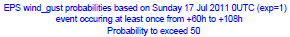 EPS wind_gust probabilities based on Sunday 17 Jul 2011 0UTC (exp=1)
event occuring at least once from +60h to +108h
Probability to exceed 50